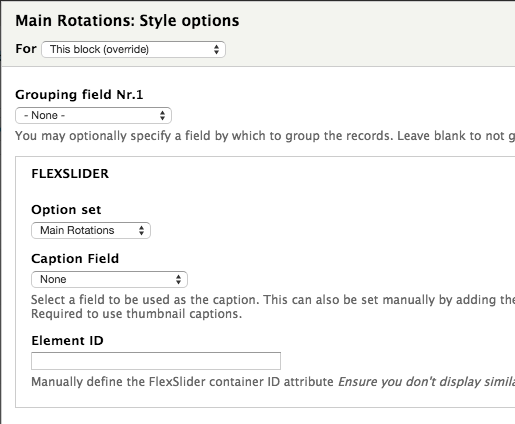 Main Rotations: Style options
For This block (override)
Grouping field Nr.1
- None -
You may optionally specify a field by which to group the records. Leave blank to not g
FLEXSLIDER
Option set
Main Rotations
Caption Field
None
Select a field to be used as the caption. This can also be set manually by adding the
Required to use thumbnail captions.
Element ID
Manually define the FlexSlider container ID attribute Ensure you don't display simila